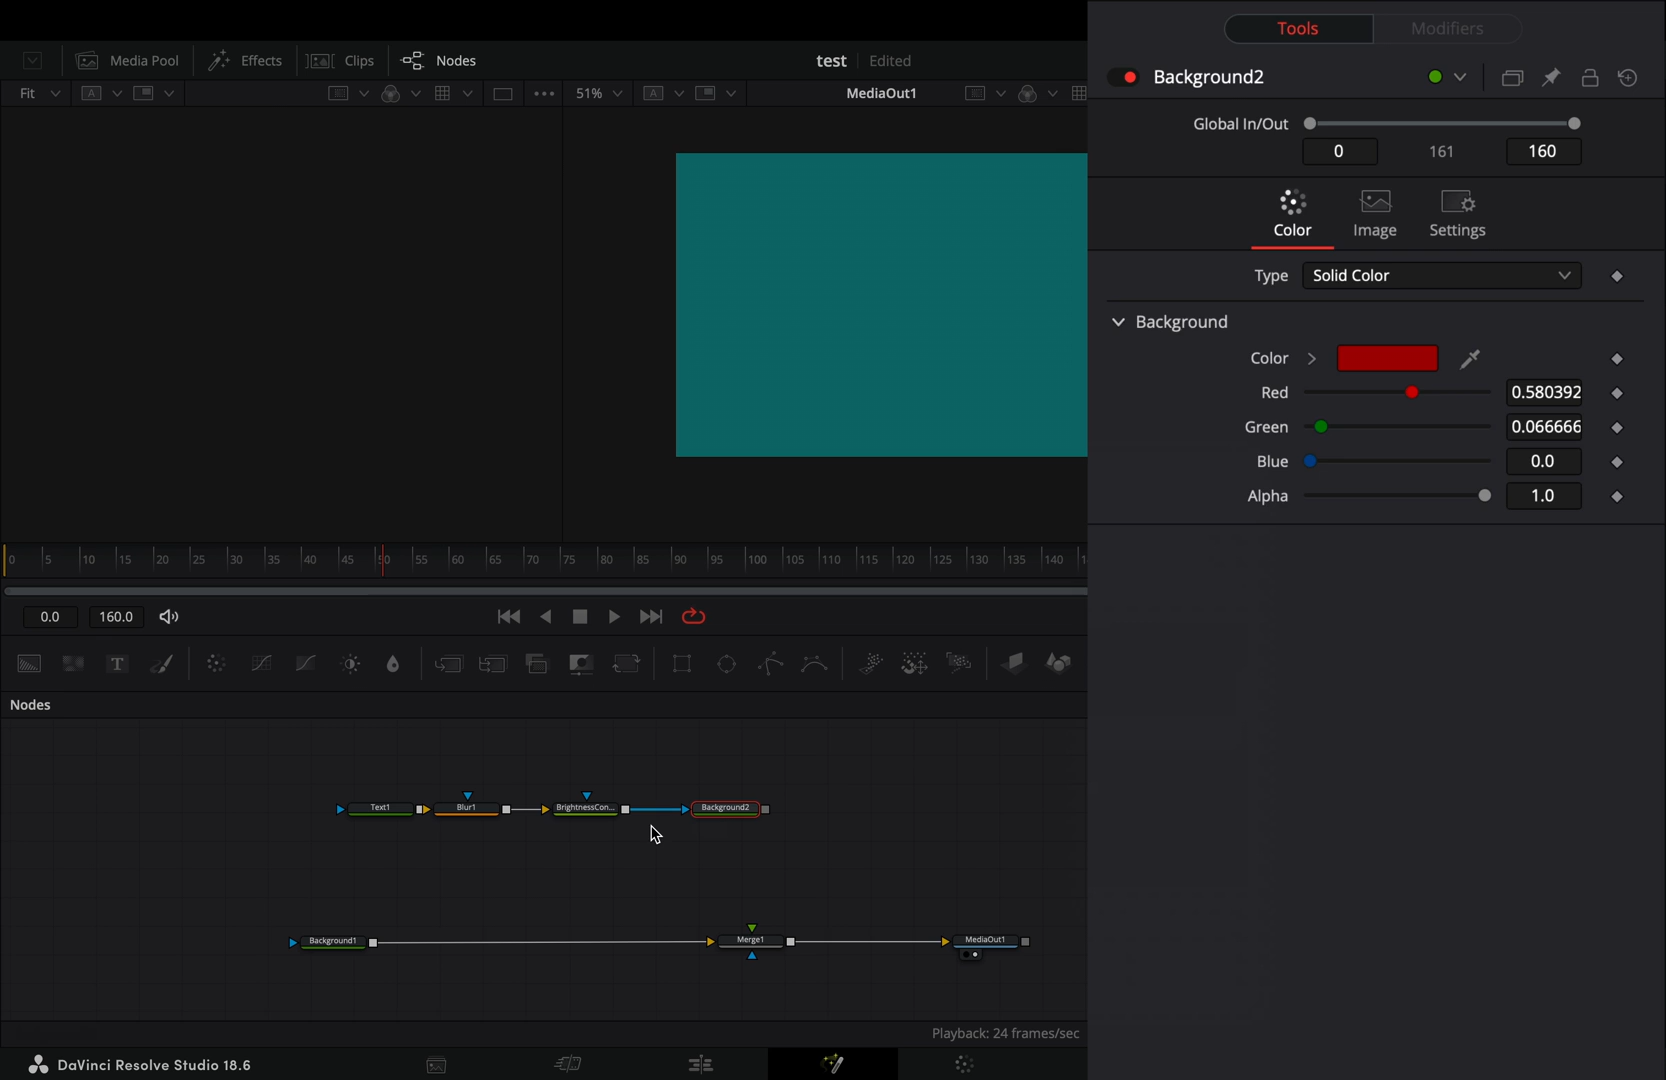 Tools
Modifiers
Media Pool
Effects
Clips
Nodes
test
Edited
Background2
Fit
A
51%
A
MediaOut1
Global In/Out
0
161
160
Color
Image
Settings
Type
Solid Color
Background
Color
Red
0.580392
Green
0.066666
Blue
0.0
Alpha
1.0
0 5 10 15 20 25 30 35 40 45 50 55 60 65 70 75 80 85 90 95 100 105 110 115 120 125 130 135 140
0.0
160.0
T
Nodes
Text1
Blur1
BrightnessCon...
Background2
Background1
Merge1
MediaOut1
Playback: 24 frames/sec
DaVinci Resolve Studio 18.6